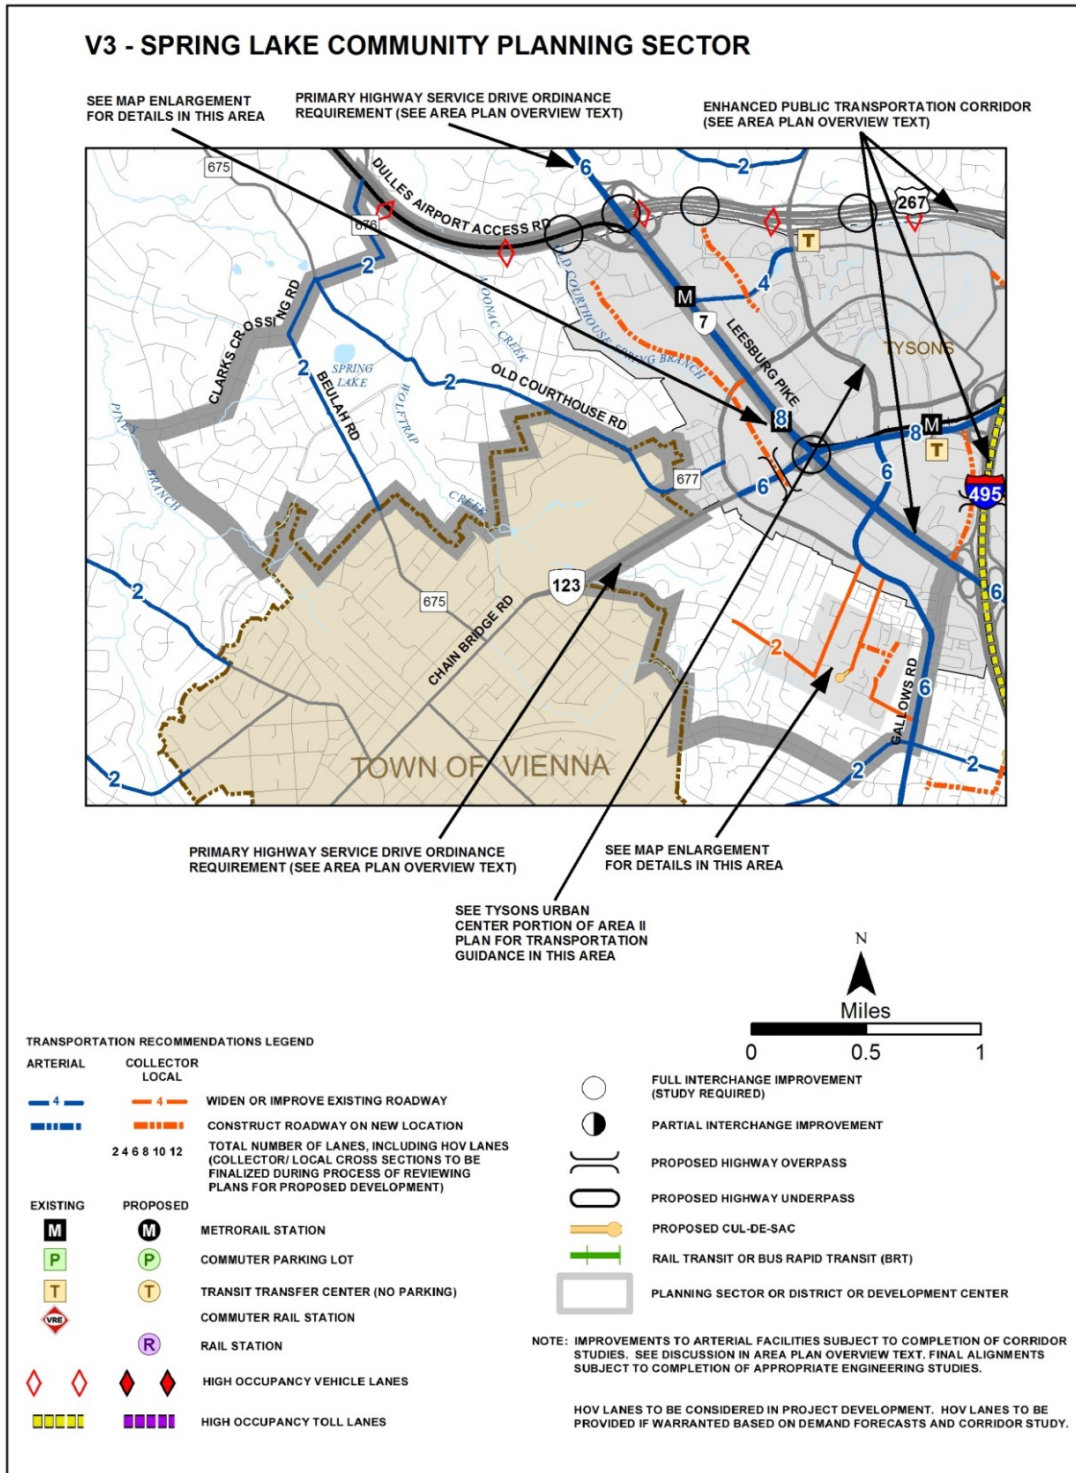 V3 - SPRING LAKE COMMUNITY PLANNING SECTOR
SEE MAP ENLARGEMENT
FOR DETAILS IN THIS AREA
PRIMARY HIGHWAY SERVICE DRIVE ORDINANCE
REQUIREMENT (SEE AREA PLAN OVERVIEW TEXT)
ENHANCED PUBLIC TRANSPORTATION CORRIDOR
(SEE AREA PLAN OVERVIEW TEXT)
675
6
2
DULLES AIRPORT ACCESS RD
267
676
2
T
4
CLARKS CROSSING RD
MOONAC CREEK
OLD COURTHOUSE SPRING BRANCH
M
7
LEESBURG PIKE
TYSONS
2
SPRING
LAKE
BEULAH RD
WOLFTRAP
CREEK
2
OLD COURTHOUSE RD
PINEY
BRANCH
8
M
8
T
677
6
6
495
2
123
675
CHAIN BRIDGE RD
6
2
GALLOWS RD
6
TOWN OF VIENNA
2
2
2
PRIMARY HIGHWAY SERVICE DRIVE ORDINANCE
REQUIREMENT (SEE AREA PLAN OVERVIEW TEXT)
SEE MAP ENLARGEMENT
FOR DETAILS IN THIS AREA
SEE TYSONS URBAN
CENTER PORTION OF AREA II
PLAN FOR TRANSPORTATION
GUIDANCE IN THIS AREA
N
Miles
0 0.5 1
TRANSPORTATION RECOMMENDATIONS LEGEND
ARTERIAL
COLLECTOR
LOCAL
4 4 WIDEN OR IMPROVE EXISTING ROADWAY
CONSTRUCT ROADWAY ON NEW LOCATION
2 4 6 8 10 12 TOTAL NUMBER OF LANES, INCLUDING HOV LANES
(COLLECTOR/ LOCAL CROSS SECTIONS TO BE
FINALIZED DURING PROCESS OF REVIEWING
PLANS FOR PROPOSED DEVELOPMENT)
EXISTING PROPOSED
M M METRORAIL STATION
P P COMMUTER PARKING LOT
T T TRANSIT TRANSFER CENTER (NO PARKING)
VRE COMMUTER RAIL STATION
R RAIL STATION
HIGH OCCUPANCY VEHICLE LANES
HIGH OCCUPANCY TOLL LANES
FULL INTERCHANGE IMPROVEMENT
(STUDY REQUIRED)
PARTIAL INTERCHANGE IMPROVEMENT
PROPOSED HIGHWAY OVERPASS
PROPOSED HIGHWAY UNDERPASS
PROPOSED CUL-DE-SAC
RAIL TRANSIT OR BUS RAPID TRANSIT (BRT)
PLANNING SECTOR OR DISTRICT OR DEVELOPMENT CENTER
NOTE: IMPROVEMENTS TO ARTERIAL FACILITIES SUBJECT TO COMPLETION OF CORRIDOR
STUDIES. SEE DISCUSSION IN AREA PLAN OVERVIEW TEXT. FINAL ALIGNMENTS
SUBJECT TO COMPLETION OF APPROPRIATE ENGINEERING STUDIES.
HOV LANES TO BE CONSIDERED IN PROJECT DEVELOPMENT. HOV LANES TO BE
PROVIDED IF WARRANTED BASED ON DEMAND FORECASTS AND CORRIDOR STUDY.